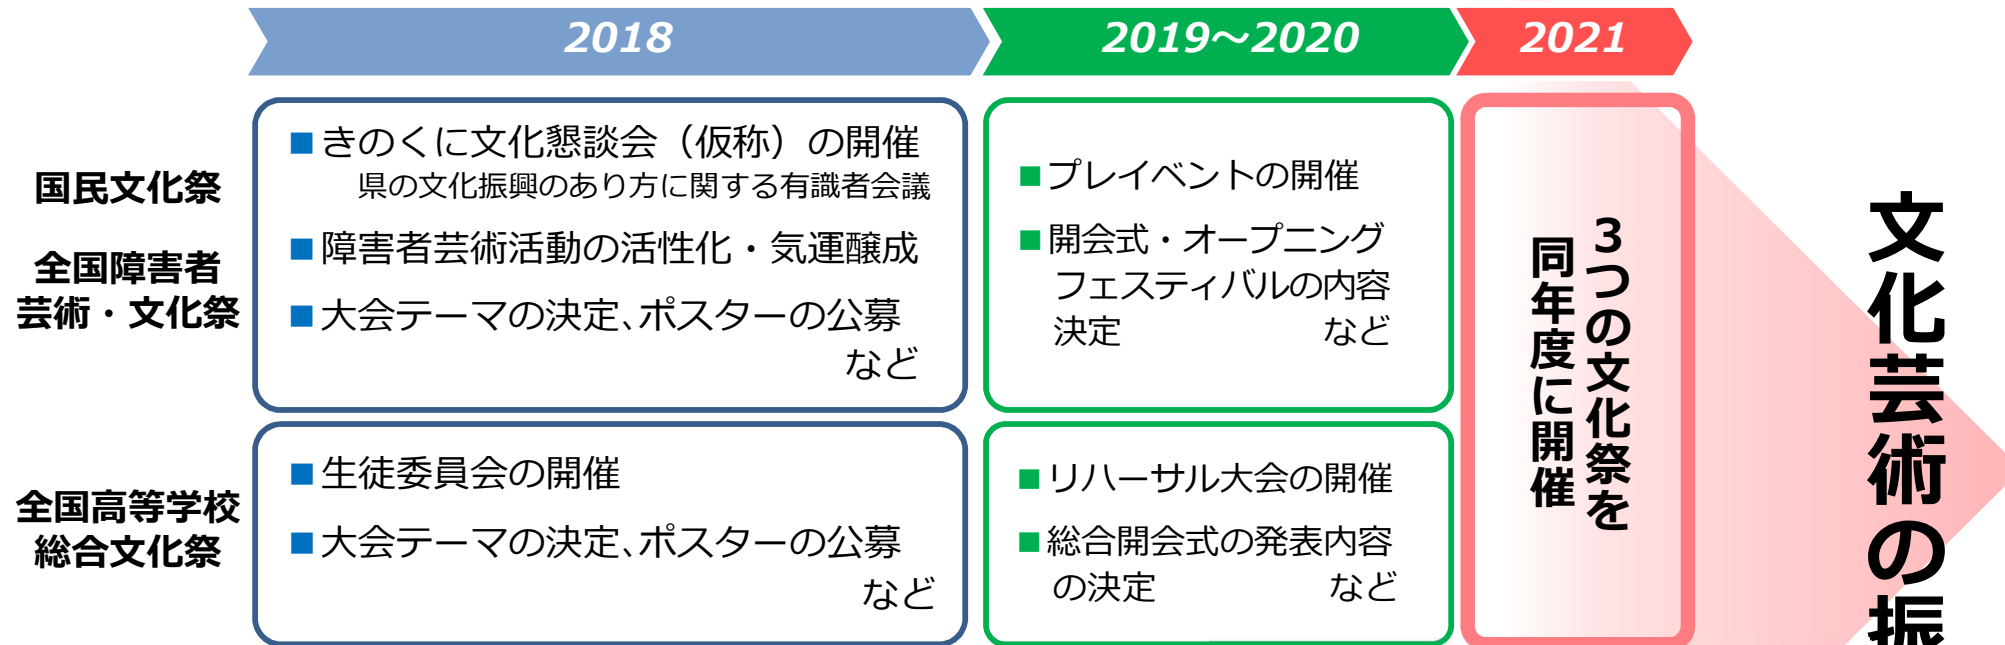 2018
2019～2020
2021
国民文化祭
全国障害者
芸術・文化祭
■きのくに文化懇談会（仮称）の開催
県の文化振興のあり方に関する有識者会議
■障害者芸術活動の活性化・気運醸成
■大会テーマの決定、ポスターの公募
など
■プレイベントの開催
■開会式・オープニング
フェスティバルの内容
決定 など
全国高等学校
総合文化祭
■生徒委員会の開催
■大会テーマの決定、ポスターの公募
など
■リハーサル大会の開催
■総合開会式の発表内容
の決定 など
３つの文化祭を
同年度に開催
文化芸術の振